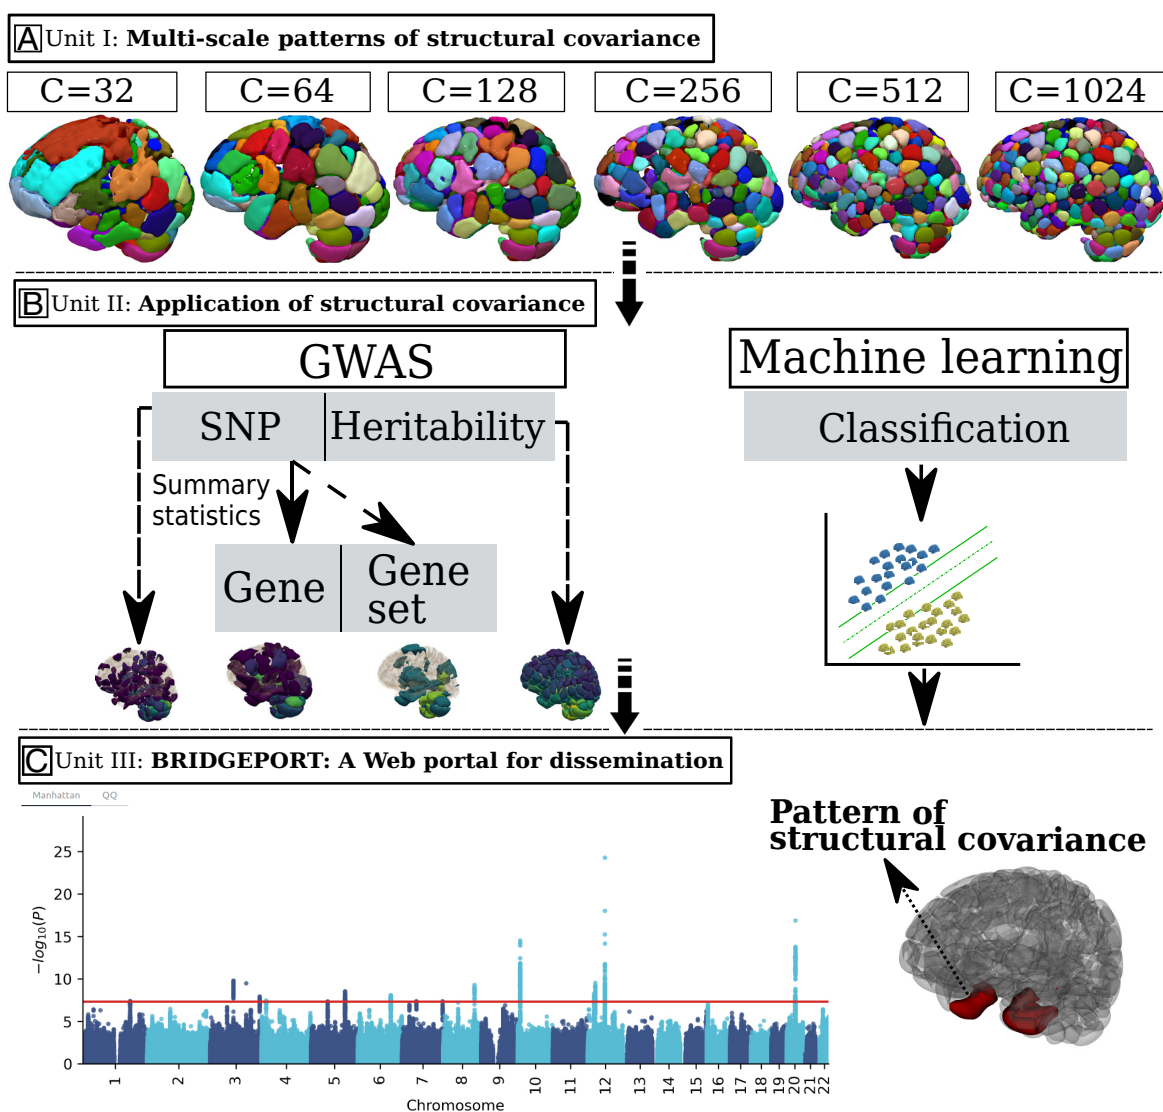 A Unit I: Multi-scale patterns of structural covariance
C=32 C=64 C=128 C=256 C=512 C=1024
B Unit II: Application of structural covariance
GWAS
SNP Heritability
Summary
statistics
Gene
Gene
set
Machine learning
Classification
C Unit III: BRIDGEPORT: A Web portal for dissemination
Manhattan QQ
Pattern of
structural covariance
25
20
15
10
5
0
−log10(P)
1 2 3 4 5 6 7 8 9 10 11 12 13 14 15 16 17 18 19 20 21 22
Chromosome